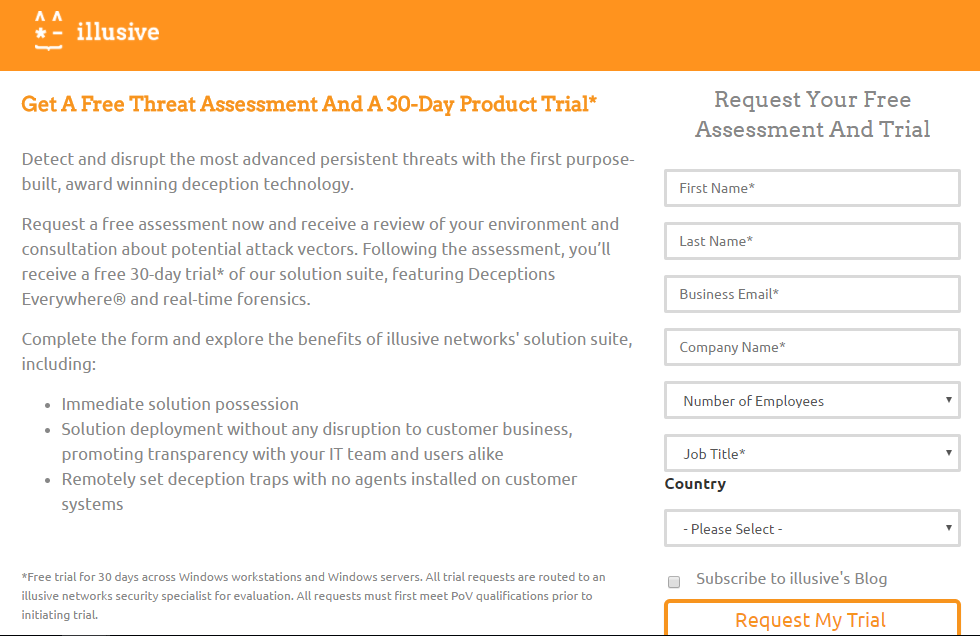 illusive
Get A Free Threat Assessment And A 30-Day Product Trial*
Detect and disrupt the most advanced persistent threats with the first purpose-
built, award winning deception technology.
Request a free assessment now and receive a review of your environment and
consultation about potential attack vectors. Following the assessment, you’ll
receive a free 30-day trial* of our solution suite, featuring Deceptions
Everywhere® and real-time forensics.
Complete the form and explore the benefits of illusive networks' solution suite,
including:
• Immediate solution possession
• Solution deployment without any disruption to customer business,
promoting transparency with your IT team and users alike
• Remotely set deception traps with no agents installed on customer
systems
*Free trial for 30 days across Windows workstations and Windows servers. All trial requests are routed to an
illusive networks security specialist for evaluation. All requests must first meet PoV qualifications prior to
initiating trial.
Request Your Free
Assessment And Trial
First Name*
Last Name*
Business Email*
Company Name*
Number of Employees
Job Title*
Country
- Please Select -
Subscribe to illusive's Blog
Request My Trial